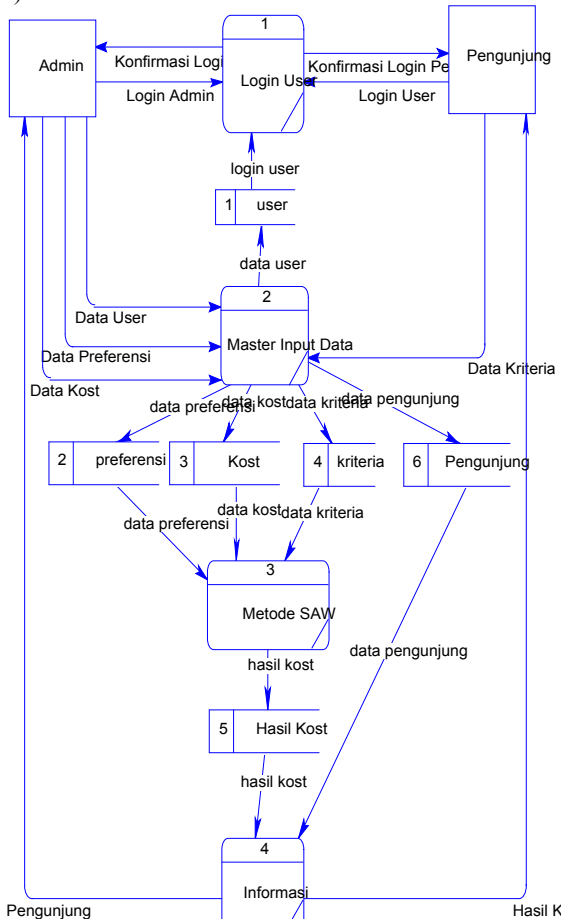 )
1
Admin
Pengunjung
Konfirmasi Logi
Konfirmasi Login Pe
Login User
Login Admin
Login User
login user
1 user
data user
2
Master Input Data
Data User
Data Preferensi
Data Kost
Data Kriteria
data preferensi
data kost
data kriteria
data pengunjung
2 preferensi
3 Kost
4 kriteria
6 Pengunjung
data preferensi
data kost
data kriteria
3
Metode SAW
data pengunjung
hasil kost
5 Hasil Kost
hasil kost
4
Informasi
Pengunjung
Hasil K